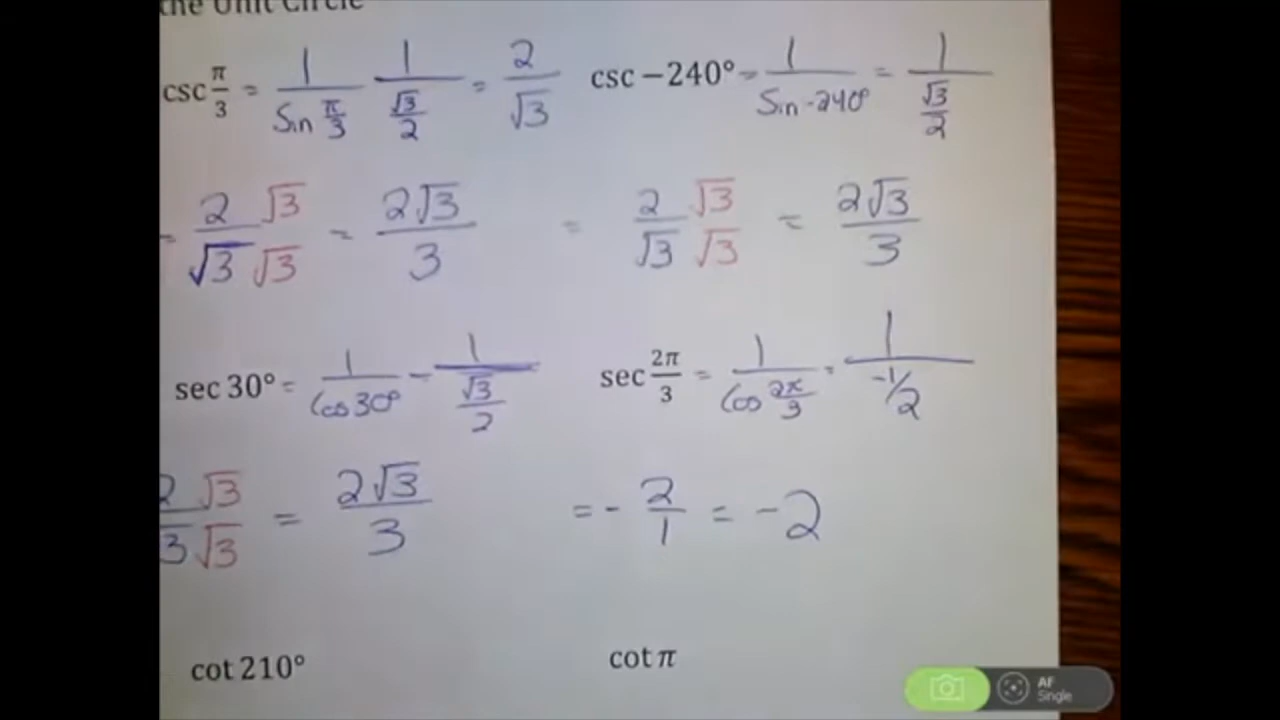 the Unit Circle
csc π/3 = 1/(sin π/3) 1/(√3/2) = 2/√3
csc −240° = 1/(sin -240°) = 1/(√3/2)
= 2/√3 √3/√3 = 2√3/3
= 2/√3 √3/√3 = 2√3/3
sec 30° = 1/(cos 30°) = 1/(√3/2)
sec 2π/3 = 1/(cos 2π/3) = 1/(-1/2)
2/3 √3/√3 = 2√3/3
= - 2/1 = -2
cot 210°
cot π
AF
Single